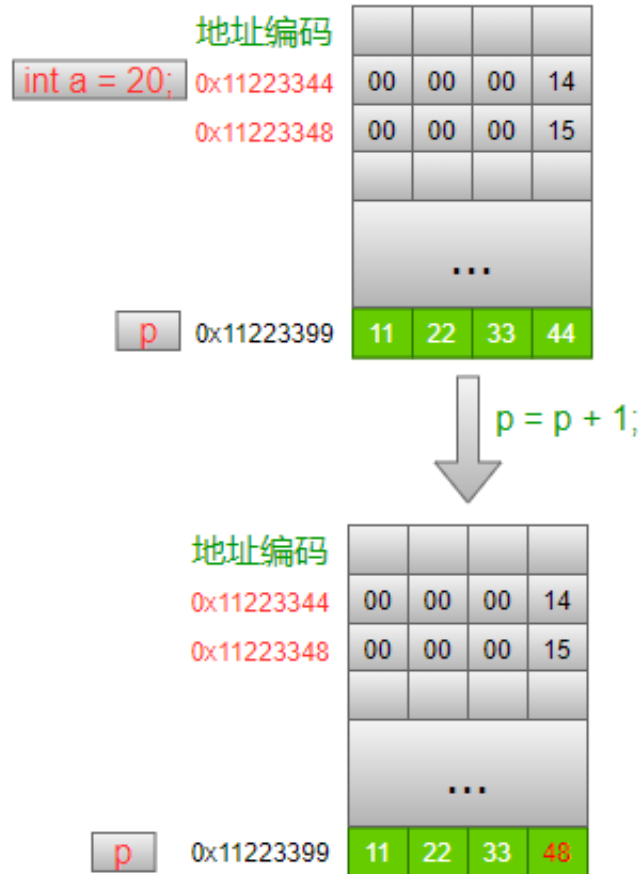 地址编码
int a = 20; 0x11223344 00 00 00 14
0x11223348 00 00 00 15
...
p 0x11223399 11 22 33 44
p = p + 1;
地址编码
0x11223344 00 00 00 14
0x11223348 00 00 00 15
...
p 0x11223399 11 22 33 48